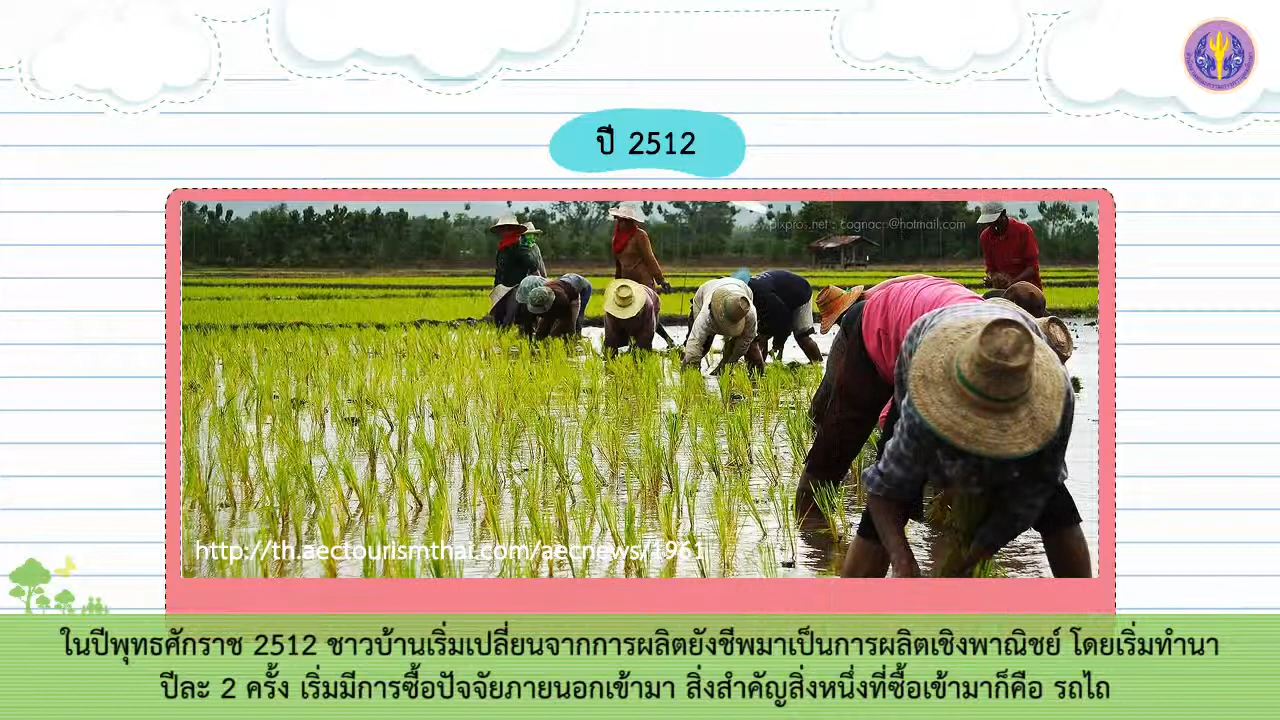 ปี 2512
pixpros.net : cognacp@hotmail.com
http://th.aectourismthai.com/aecnews/1961
ในปีพุทธศักราช 2512 ชาวบ้านเริ่มเปลี่ยนจากการผลิตยังชีพมาเป็นการผลิตเชิงพาณิชย์ โดยเริ่มทำนา
ปีละ 2 ครั้ง เริ่มมีการซื้อปัจจัยภายนอกเข้ามา สิ่งสำคัญสิ่งหนึ่งที่ซื้อเข้ามาก็คือ รถไถ